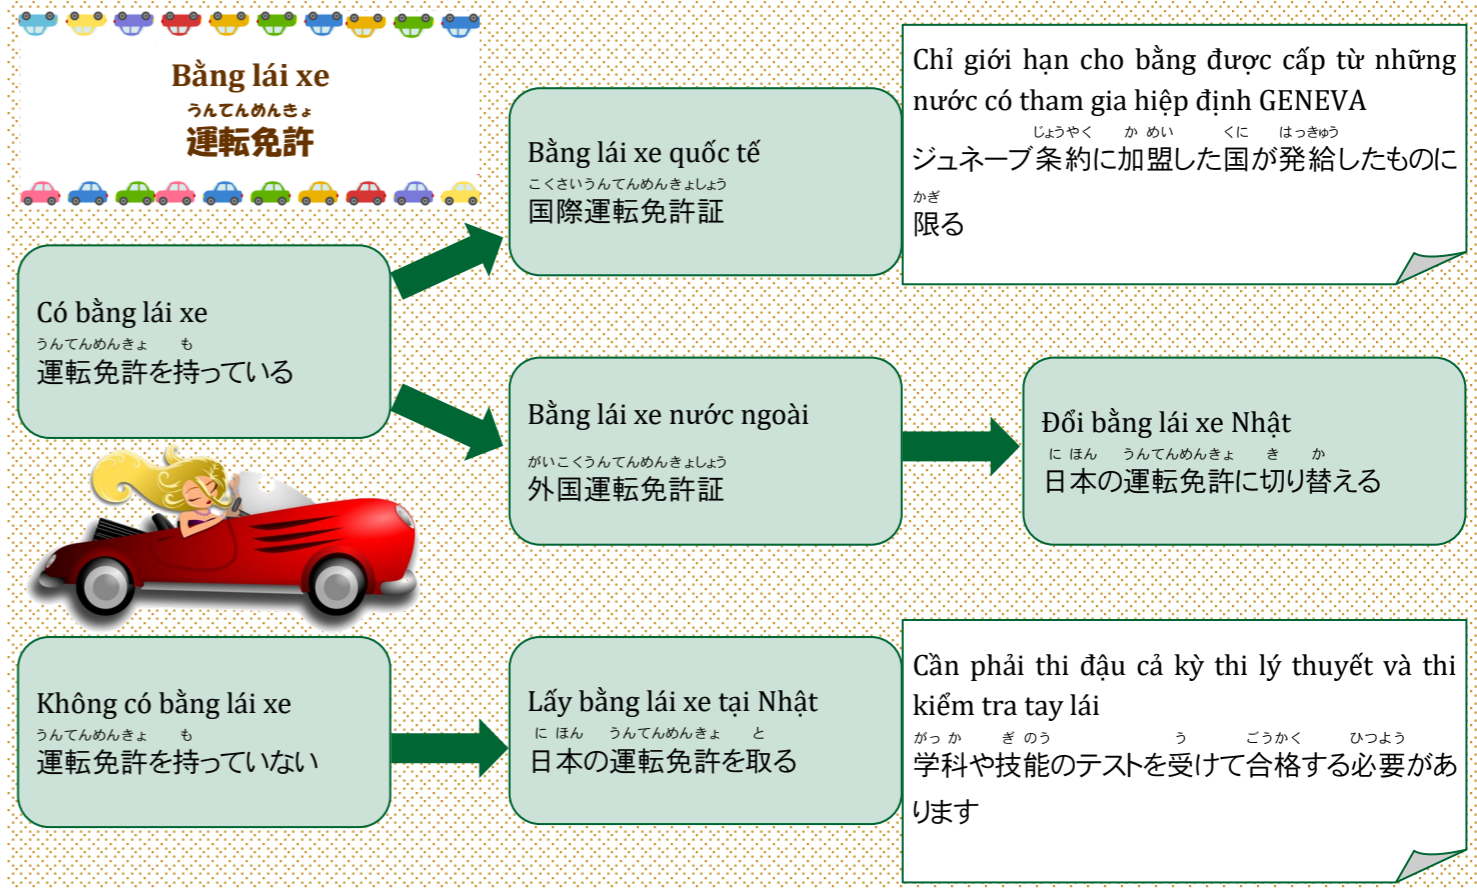 Bằng lái xe
うんてんめんきょ
運転免許
Có bằng lái xe
うんてんめんきょ も
運転免許を持っている
Bằng lái xe quốc tế
こくさいうんてんめんきょしょう
国際運転免許証
Chỉ giới hạn cho bằng được cấp từ những
nước có tham gia hiệp định GENEVA
じょうやく か めい くに はっきゅう
ジュネーブ条約に加盟した国が発給したものに
かぎ
限る
Bằng lái xe nước ngoài
がいこくうんてんめんきょしょう
外国運転免許証
Đổi bằng lái xe Nhật
に ほん うんてんめんきょ き か
日本の運転免許に切り替える
Không có bằng lái xe
うんてんめんきょ も
運転免許を持っていない
Lấy bằng lái xe tại Nhật
に ほん うんてんめんきょ と
日本の運転免許を取る
Cần phải thi đậu cả kỳ thi lý thuyết và thi
kiểm tra tay lái
がっ か ぎ のう う ごうかく ひつよう
学科や技能のテストを受けて合格する必要があ
ります